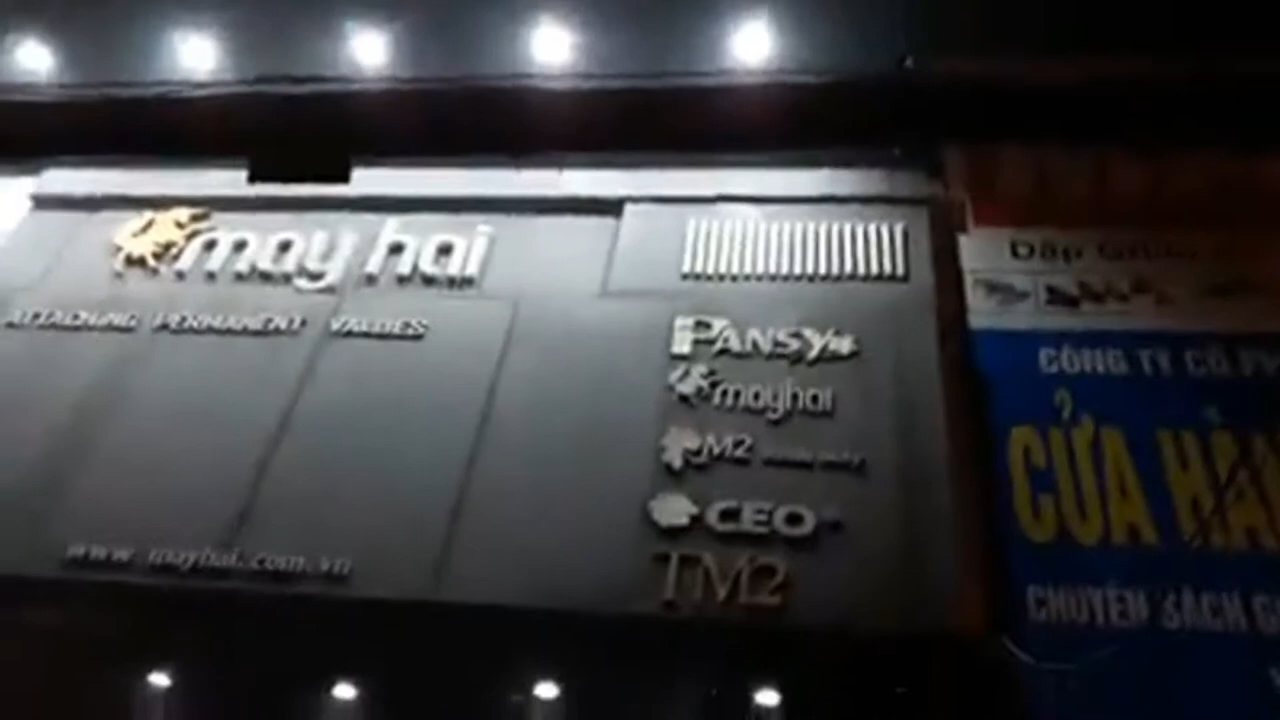 may hai
ATTACHING PERMANENT VALUES
www.mayhai.com.vn
PANSY
mayhai
M2
CEO
TM2
CÔNG TY CỔ
CỬA HÀ
CHUYÊN SÁCH G